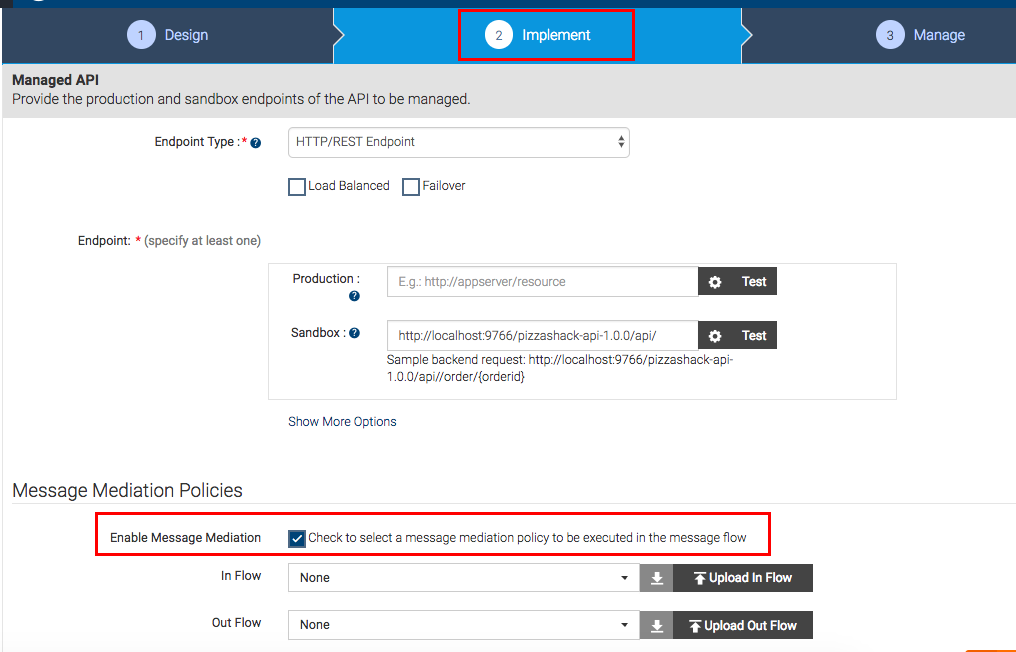 1 Design 2 Implement 3 Manage
Managed API
Provide the production and sandbox endpoints of the API to be managed.
Endpoint Type :* ? HTTP/REST Endpoint
Load Balanced Failover
Endpoint: * (specify at least one)
Production : E.g.: http://appserver/resource Test
?
Sandbox : ? http://localhost:9766/pizzashack-api-1.0.0/api/ Test
Sample backend request: http://localhost:9766/pizzashack-api-
1.0.0/api//order/{orderid}
Show More Options
Message Mediation Policies
Enable Message Mediation Check to select a message mediation policy to be executed in the message flow
In Flow None Upload In Flow
Out Flow None Upload Out Flow